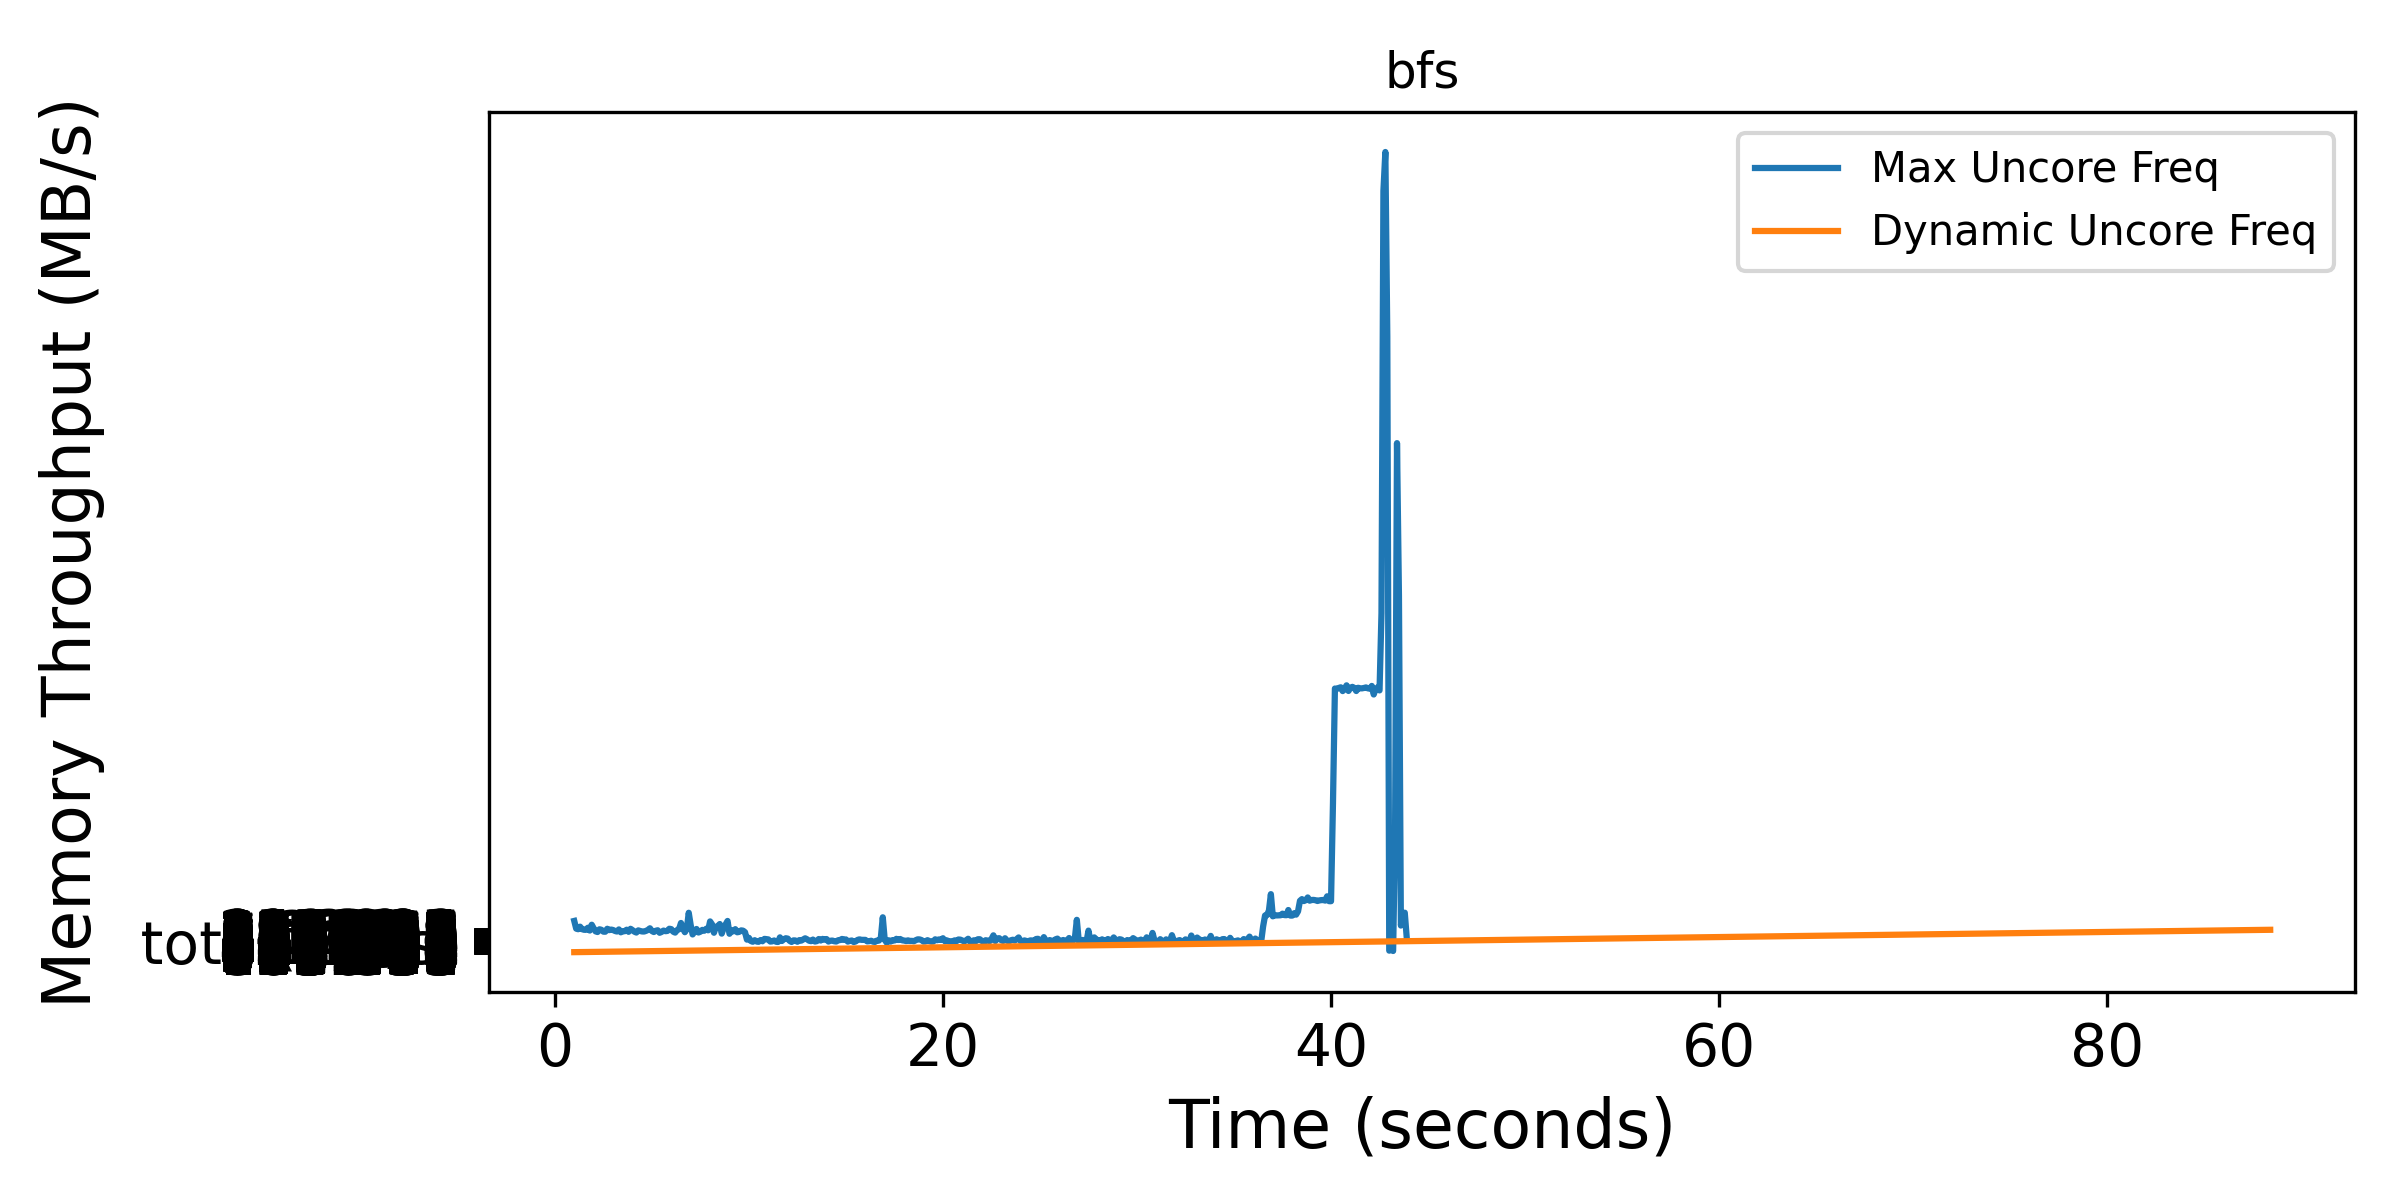 bfs
Memory Throughput (MB/s)
Max Uncore Freq
Dynamic Uncore Freq
0 20 40 60 80
Time (seconds)